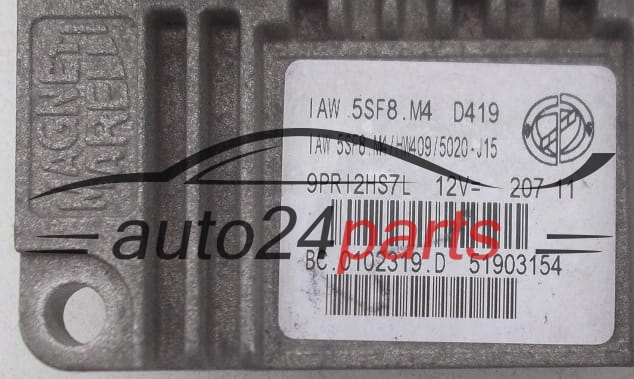 MAGNETI
MARELLI
IAW 5SF8.M4 D419
IAW 5SF8.M4/HW409/5020-J15
9PRI2HS7L 12V= 207 11
auto24parts
BC.0102319.D 51903154